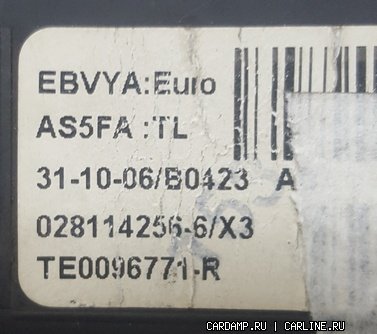 EBVYA:Euro
AS5FA :TL
31-10-06/B0423 A
028114256-6/X3
TE0096771-R
CARDAMP.RU | CARLINE.RU